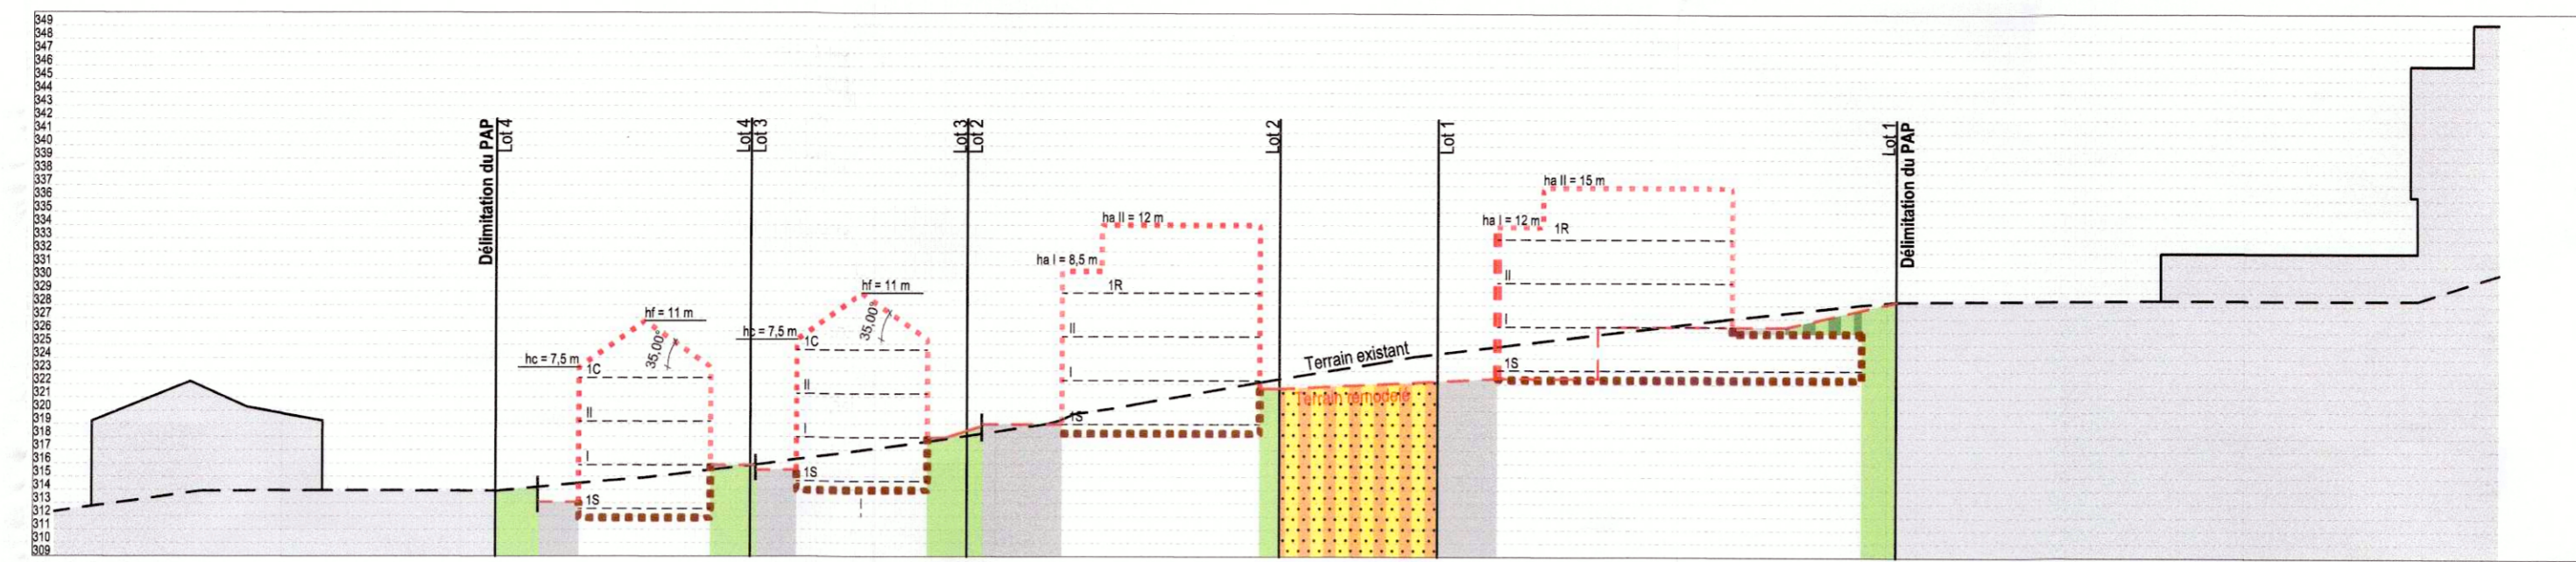 349
348
347
346
345
344
343
342
341
340
339
338
337
336
335
334
333
332
331
330
329
328
327
326
325
324
323
322
321
320
319
318
317
316
315
314
313
312
311
310
309
Délimitation du PAP
Lot 4
hc = 7,5 m
hf = 11 m
35,00°
1C
II
I
1S
Lot 4
Lot 3
hc = 7,5 m
hf = 11 m
35,00°
1C
II
I
1S
Lot 3
Lot 2
ha I = 8,5 m
ha II = 12 m
1R
II
I
1S
Lot 2
Terrain existant
Terrain remodelé
Lot 1
ha I = 12 m
ha II = 15 m
1R
II
I
1S
Lot 1
Délimitation du PAP